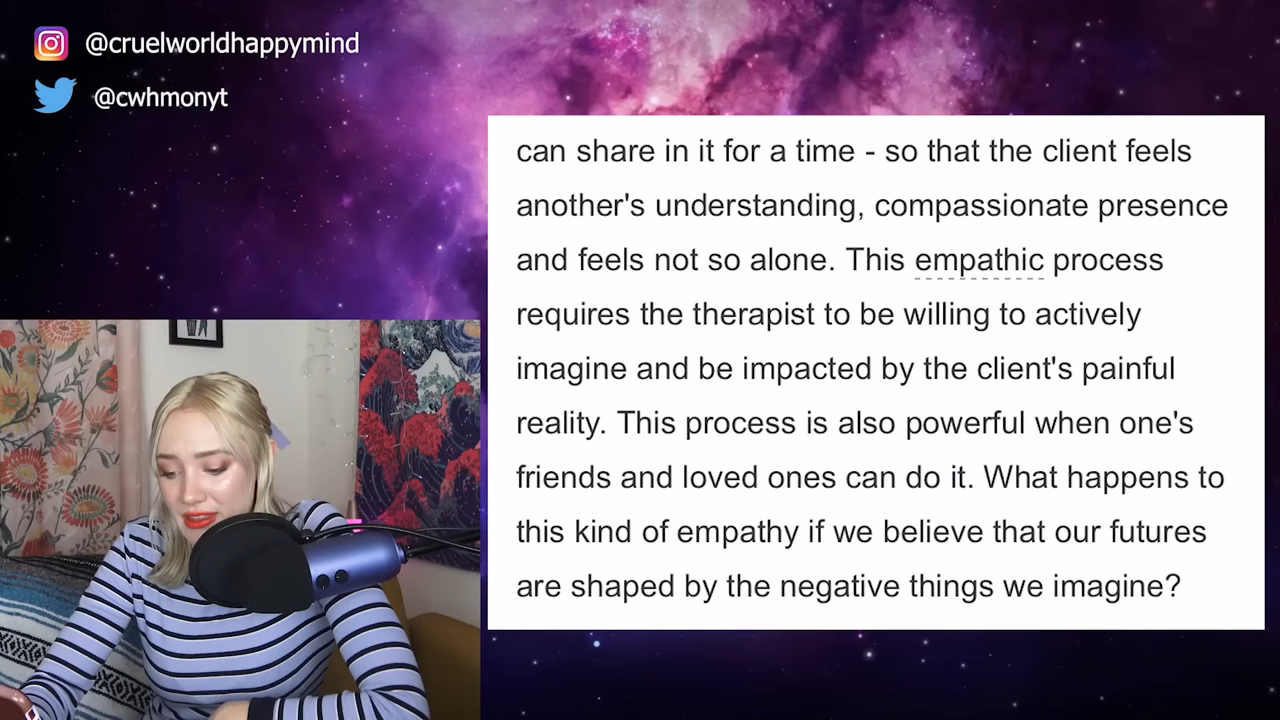 @cruelworldhappymind
@cwhmonyt
can share in it for a time - so that the client feels
another's understanding, compassionate presence
and feels not so alone. This empathic process
requires the therapist to be willing to actively
imagine and be impacted by the client's painful
reality. This process is also powerful when one's
friends and loved ones can do it. What happens to
this kind of empathy if we believe that our futures
are shaped by the negative things we imagine?